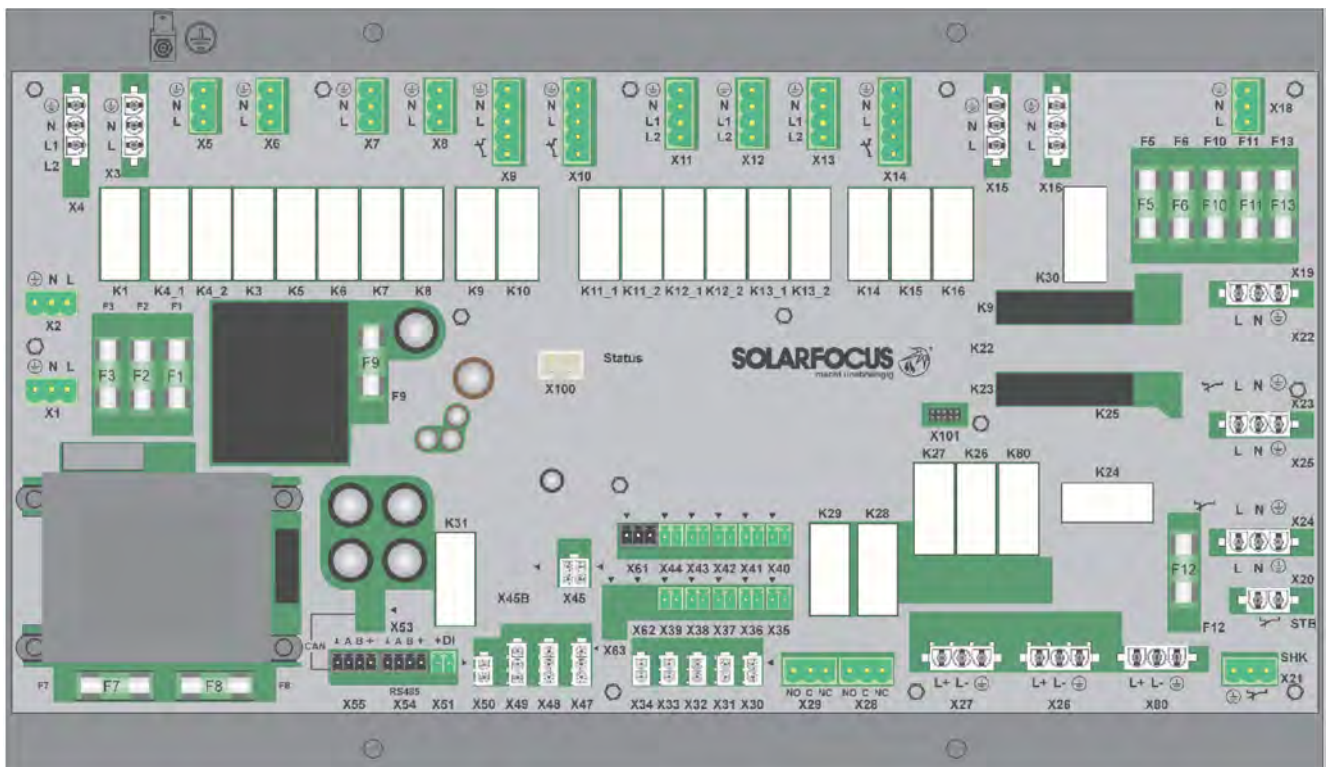 X4
N
L1
L2
X3
N
L
X5
N
L
X6
N
L
X7
N
L
X8
N
L
X9
N
L
X10
N
L
X11
N
L1
L2
X12
N
L1
L2
X13
N
L1
L2
X14
N
L
X15
N
L
X16
N
L
X18
N
L
F5 F6 F10 F11 F13
F5 F6 F10 F11 F13
K1 K4_1 K4_2 K3 K5 K6 K7 K8 K9 K10 K11_1 K11_2 K12_1 K12_2 K13_1 K13_2 K14 K15 K16
K30
X19
L N
X22
K9
K22
K23
K25
N L
X2
N L
X1
F3 F2 F1
F3 F2 F1
F9
F9
X100
Status
SOLARFOCUS
macht unabhängig
X101
L N
X23
L N
X25
K27 K26 K80
K24
K29 K28
K31
L N
X24
L N
X20
STB
F12
F12
X61 X44 X43 X42 X41 X40
X45B X45
X62 X39 X38 X37 X36 X35
X63
X53
CAN
A B + A B + +DI
RS485
X55 X54 X51
F7 F7 F8 F8
X50 X49 X48 X47
X34 X33 X32 X31 X30
NO C NC NO C NC
X29 X28
L+ L- L+ L- L+ L-
X27 X26 X80
SHK
X21